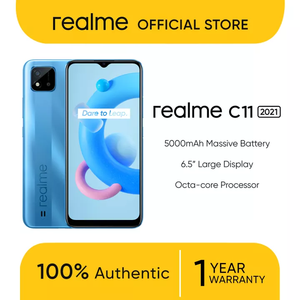 realme OFFICIAL STORE
Dare to Leap.
realme
realme C11 2021
5000mAh Massive Battery
6.5” Large Display
Octa-core Processor
100% Authentic
1 YEAR
WARRANTY